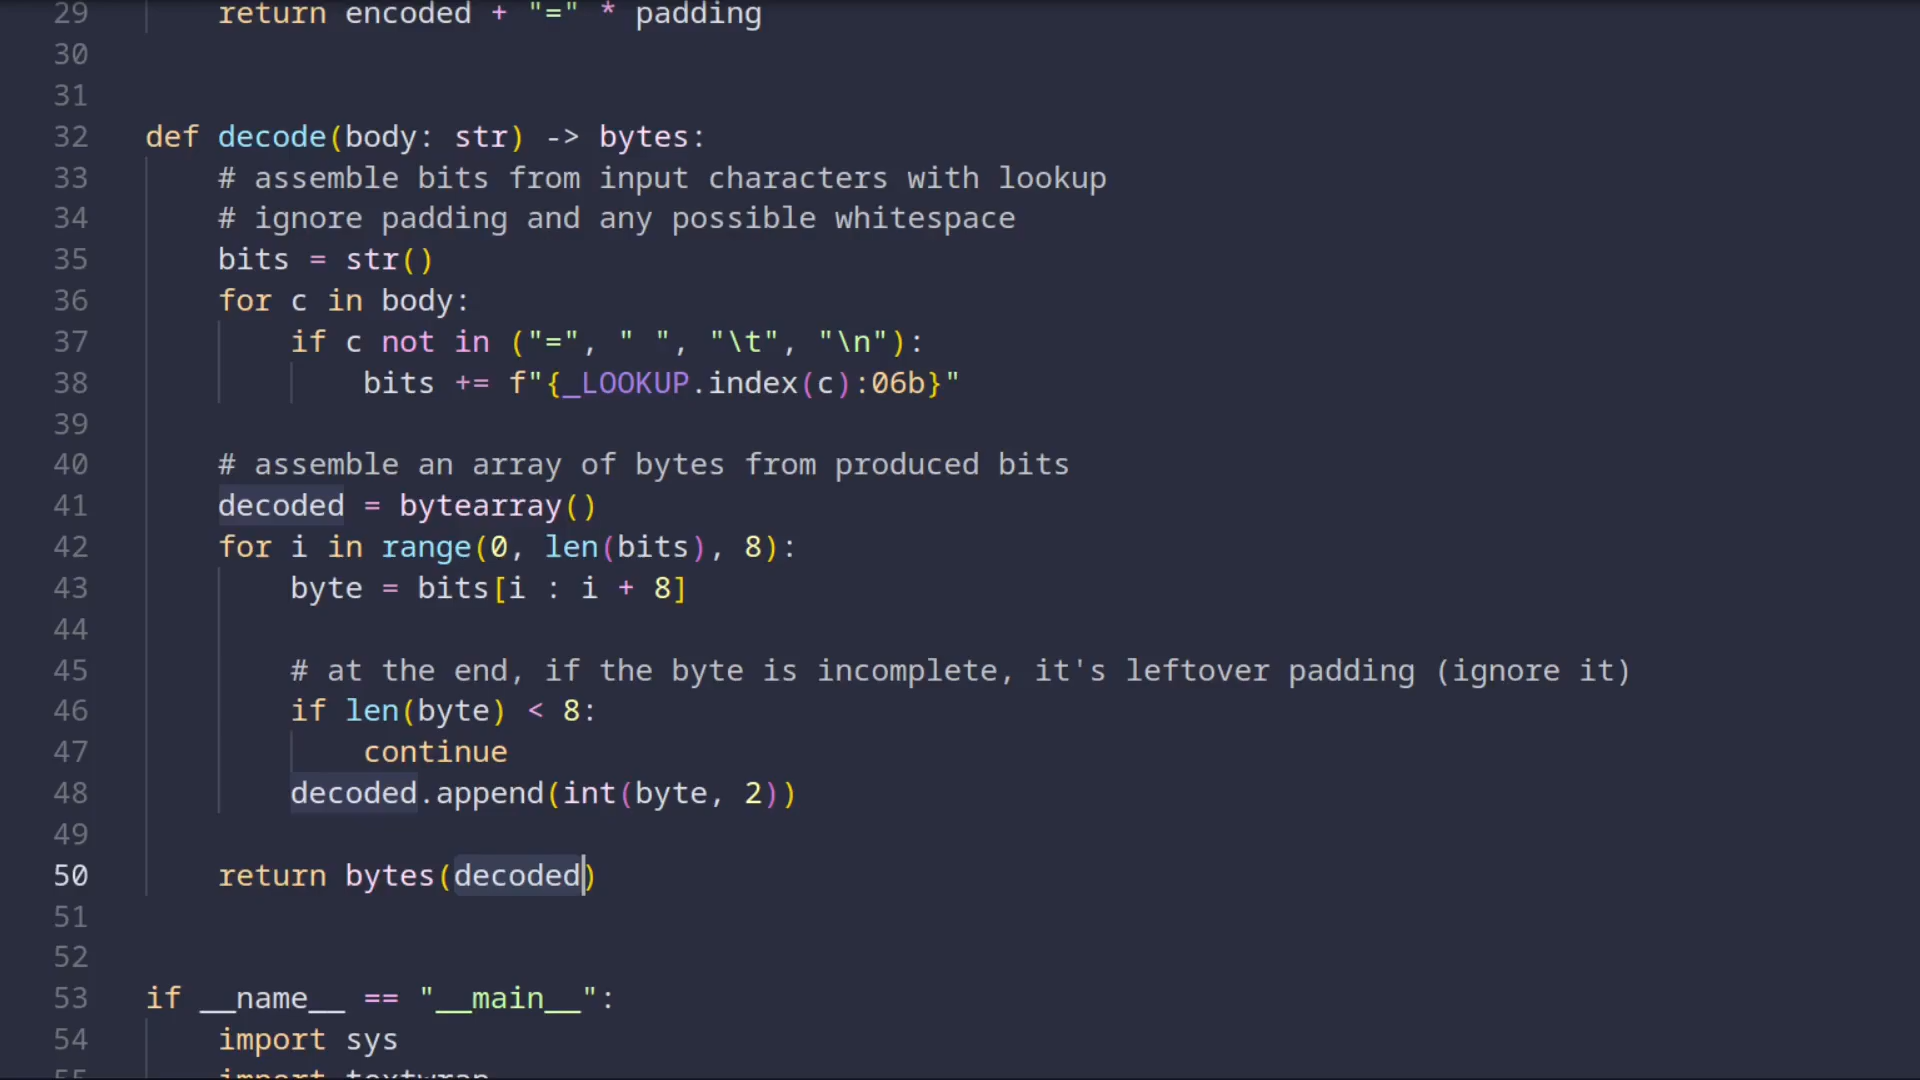 29 return encoded + "=" * padding
30
31
32 def decode(body: str) -> bytes:
33 # assemble bits from input characters with lookup
34 # ignore padding and any possible whitespace
35 bits = str()
36 for c in body:
37 if c not in ("=", " ", "\t", "\n"):
38 bits += f"{_LOOKUP.index(c):06b}"
39
40 # assemble an array of bytes from produced bits
41 decoded = bytearray()
42 for i in range(0, len(bits), 8):
43 byte = bits[i : i + 8]
44
45 # at the end, if the byte is incomplete, it's leftover padding (ignore it)
46 if len(byte) < 8:
47 continue
48 decoded.append(int(byte, 2))
49
50 return bytes(decoded)
51
52
53 if __name__ == "__main__":
54 import sys
55 import textwrap